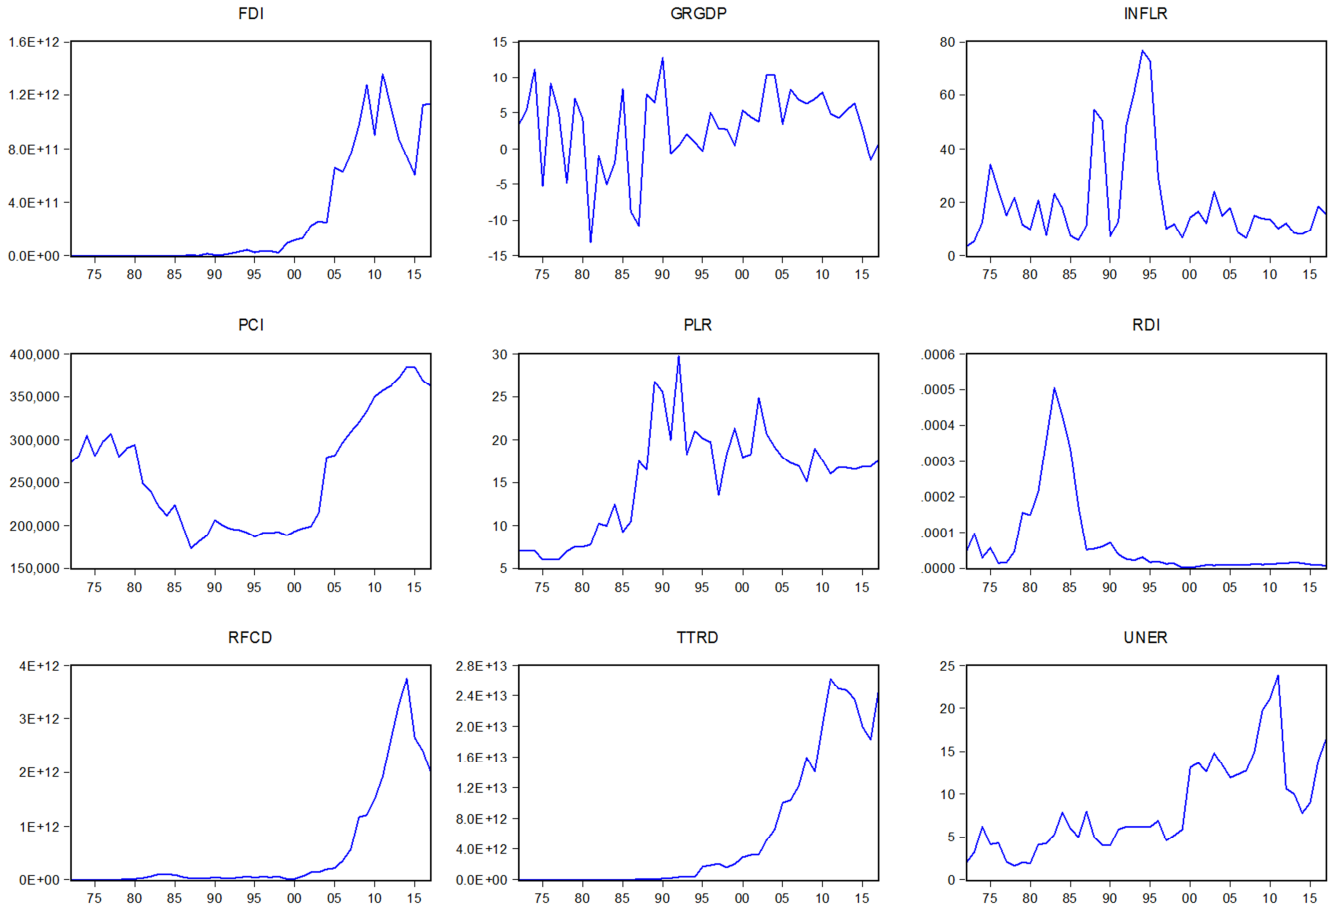 FDI
1.6E+12
1.2E+12
8.0E+11
4.0E+11
0.0E+00
75 80 85 90 95 00 05 10 15
GRGDP
15
10
5
0
-5
-10
-15
75 80 85 90 95 00 05 10 15
INFLR
80
60
40
20
0
75 80 85 90 95 00 05 10 15
PCI
400,000
350,000
300,000
250,000
200,000
150,000
75 80 85 90 95 00 05 10 15
PLR
30
25
20
15
10
5
75 80 85 90 95 00 05 10 15
RDI
.0006
.0005
.0004
.0003
.0002
.0001
.0000
75 80 85 90 95 00 05 10 15
RFCD
4E+12
3E+12
2E+12
1E+12
0E+00
75 80 85 90 95 00 05 10 15
TTRD
2.8E+13
2.4E+13
2.0E+13
1.6E+13
1.2E+13
8.0E+12
4.0E+12
0.0E+00
75 80 85 90 95 00 05 10 15
UNER
25
20
15
10
5
0
75 80 85 90 95 00 05 10 15